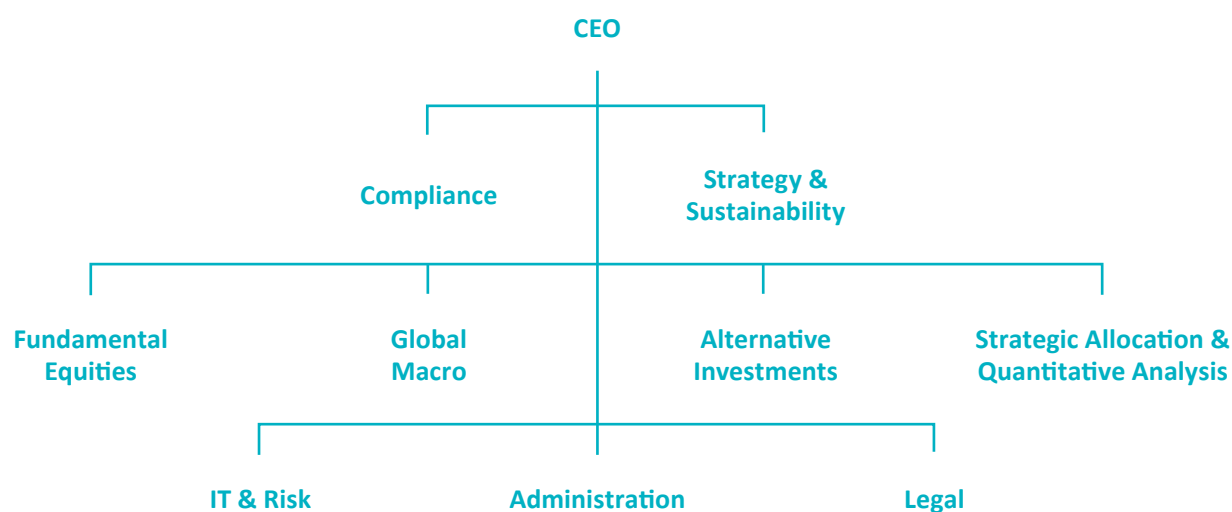 CEO
Compliance
Strategy &
Sustainability
Fundamental
Equities
Global
Macro
Alternative
Investments
Strategic Allocation &
Quantitative Analysis
IT & Risk
Administration
Legal